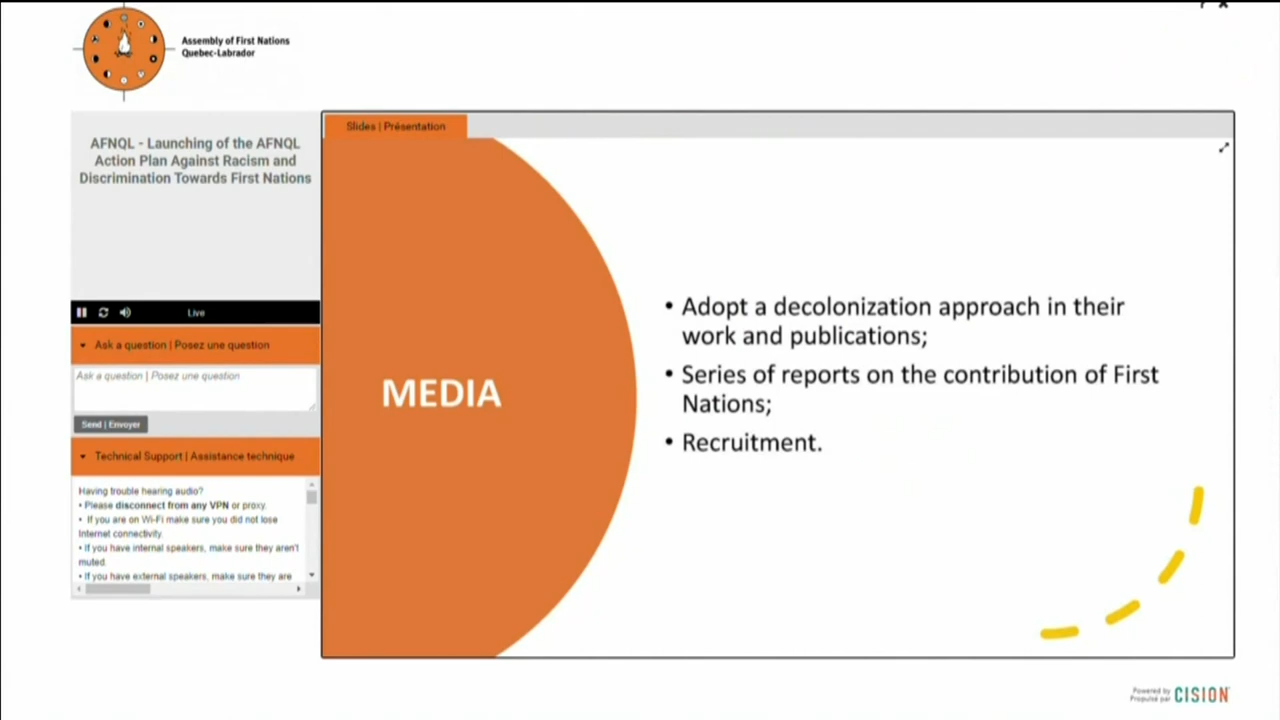 Assembly of First Nations
Quebec-Labrador
AFNQL - Launching of the AFNQL
Action Plan Against Racism and
Discrimination Towards First Nations
Live
Ask a question | Posez une question
Ask a question | Posez une question
Send | Envoyer
Technical Support | Assistance technique
Having trouble hearing audio?
• Please disconnect from any VPN or proxy.
• If you are on Wi-Fi make sure you did not lose
Internet connectivity.
• If you have internal speakers, make sure they aren't
muted.
• If you have external speakers, make sure they are
Slides | Présentation
MEDIA
• Adopt a decolonization approach in their
work and publications;
• Series of reports on the contribution of First
Nations;
• Recruitment.
Powered by
Propulsé par
CISION